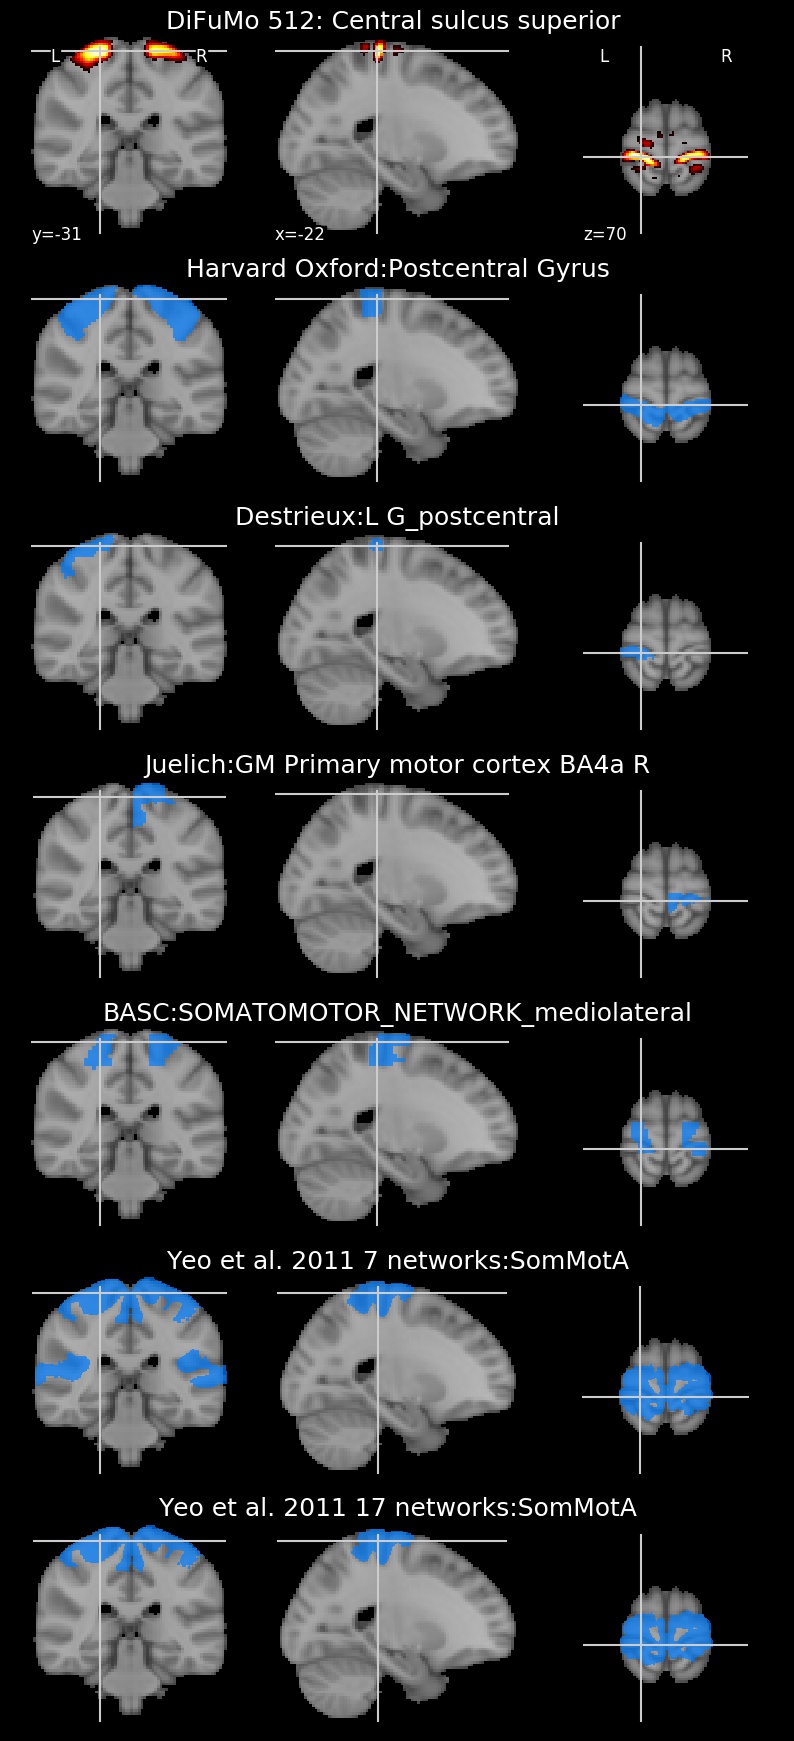 DiFuMo 512: Central sulcus superior
L R L R
y=-31 x=-22 z=70
Harvard Oxford:Postcentral Gyrus
Destrieux:L G_postcentral
Juelich:GM Primary motor cortex BA4a R
BASC:SOMATOMOTOR_NETWORK_mediolateral
Yeo et al. 2011 7 networks:SomMotA
Yeo et al. 2011 17 networks:SomMotA